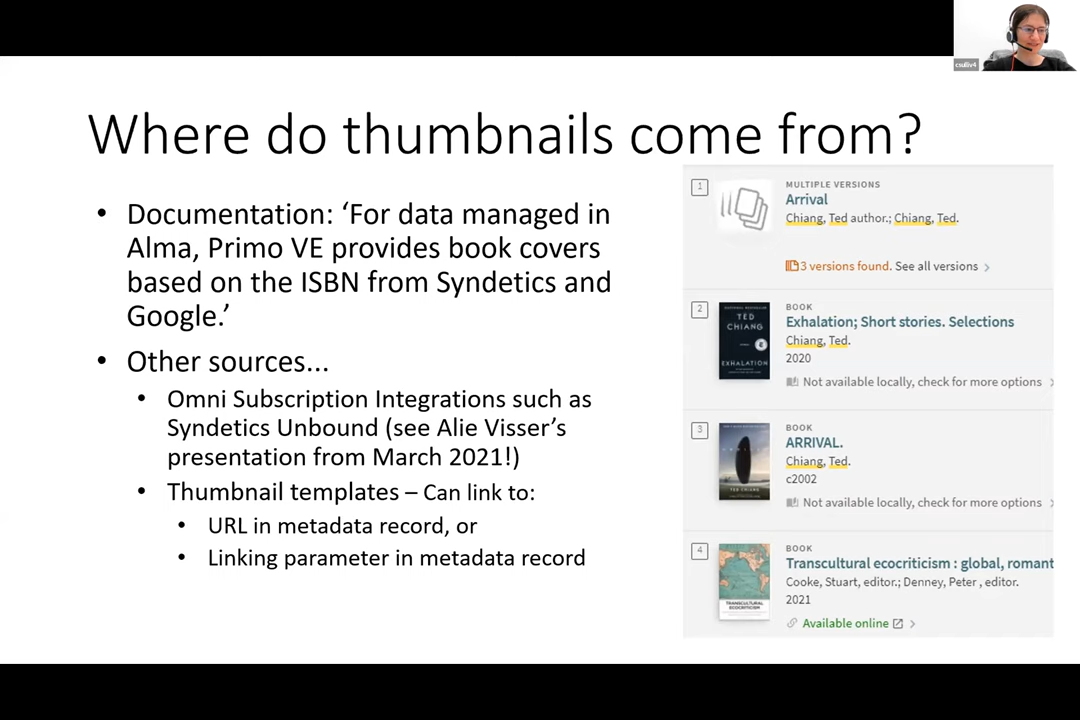 csulliv4
Where do thumbnails come from?
• Documentation: ‘For data managed in
Alma, Primo VE provides book covers
based on the ISBN from Syndetics and
Google.’
• Other sources...
• Omni Subscription Integrations such as
Syndetics Unbound (see Alie Visser’s
presentation from March 2021!)
• Thumbnail templates – Can link to:
• URL in metadata record, or
• Linking parameter in metadata record
1
MULTIPLE VERSIONS
Arrival
Chiang, Ted author.; Chiang, Ted.
3 versions found. See all versions
2
TED
CHIANG
EXHALATION
BOOK
Exhalation; Short stories. Selections
Chiang, Ted.
2020
Not available locally, check for more options
3
ARRIVAL
TED CHIANG
BOOK
ARRIVAL.
Chiang, Ted.
c2002
Not available locally, check for more options
4
TRANSCULTURAL
ECOCRITICISM
BOOK
Transcultural ecocriticism : global, romant
Cooke, Stuart, editor.; Denney, Peter , editor.
2021
Available online